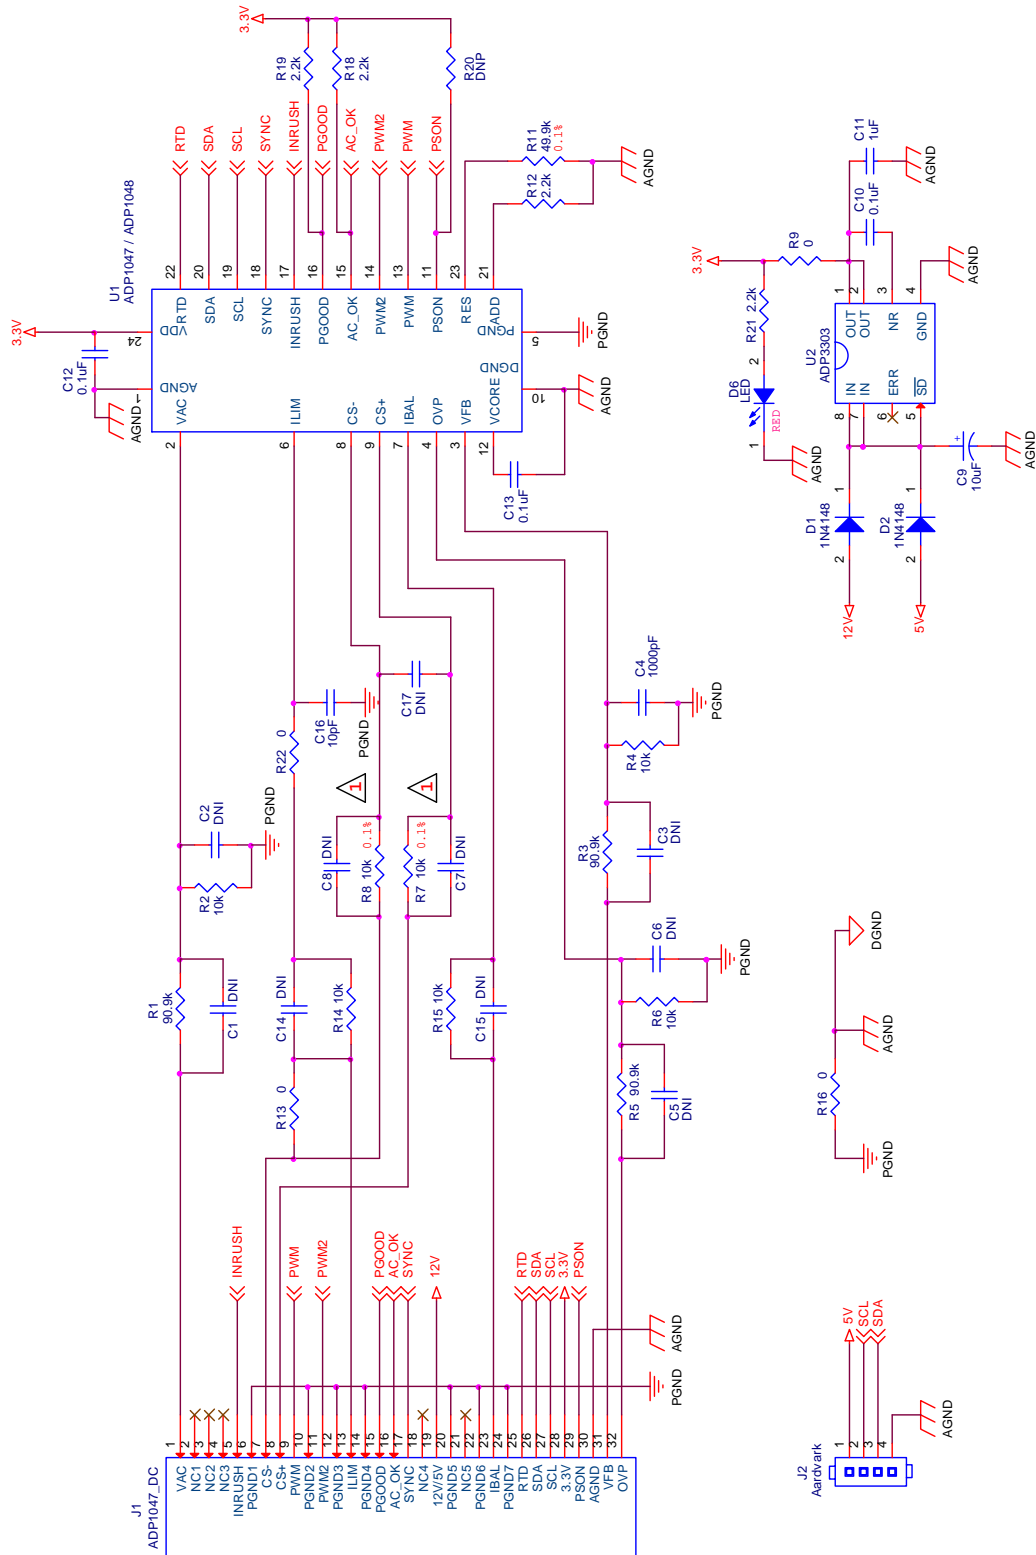 3.3V
R19
2.2k
R18
2.2k
R20
DNP
RTD
SDA
SCL
SYNC
INRUSH
PGOOD
AC_OK
PWM2
PWM
PSON
R11
49.9k
0.1%
R12
2.2k
AGND
U1
ADP1047 / ADP1048
22
20
19
18
17
16
15
14
13
11
23
21
RTD
SDA
SCL
SYNC
INRUSH
PGOOD
AC_OK
PWM2
PWM
PSON
RES
ADD
3.3V
24
VDD
C12
0.1uF
AGND
1
AGND
PGND
5
PGND
DGND
10
AGND
VAC
ILIM
CS-
CS+
IBAL
OVP
VFB
VCORE
2
6
8
9
7
4
3
12
C13
0.1uF
C11
1uF
AGND
C10
0.1uF
R9
0
3.3V
R21 2.2k
2
D6
LED
RED
1
AGND
U2
ADP3303
1
2
3
4
OUT
OUT
NR
GND
AGND
IN
IN
ERR
SD
8
7
6
5
C9
10uF
+
AGND
D1
1N4148
1
2
12V
D2
1N4148
1
2
5V
R1
90.9k
C1
DNI
R2
10k
C2
DNI
PGND
R22 0
C16
10pF
PGND
C14
DNI
R14 10k
R13 0
C8
DNI
R8 10k
0.1%
1
R7 10k
0.1%
1
C7
DNI
C17
DNI
R15 10k
C15
DNI
R3
90.9k
C3
DNI
R4
10k
C4
1000pF
PGND
R5 90.9k
C5
DNI
R6
10k
C6
DNI
PGND
R16 0
PGND
AGND
DGND
INRUSH
PWM
PWM2
PGOOD
AC_OK
SYNC
12V
RTD
SDA
SCL
3.3V
PSON
AGND
PGND
J1
ADP1047_DC
1
2
3
4
5
6
7
8
9
10
11
12
13
14
15
16
17
18
19
20
21
22
23
24
25
26
27
28
29
30
31
32
VAC
NC1
NC2
NC3
INRUSH
PGND1
CS-
CS+
PWM
PGND2
PWM2
PGND3
ILIM
PGND4
PGOOD
AC_OK
SYNC
NC4
12V/5V
PGND5
NC5
PGND6
IBAL
PGND7
RTD
SDA
SCL
3.3V
PSON
AGND
VFB
OVP
J2
Aardvark
1
2
3
4
5V
SCL
SDA
AGND